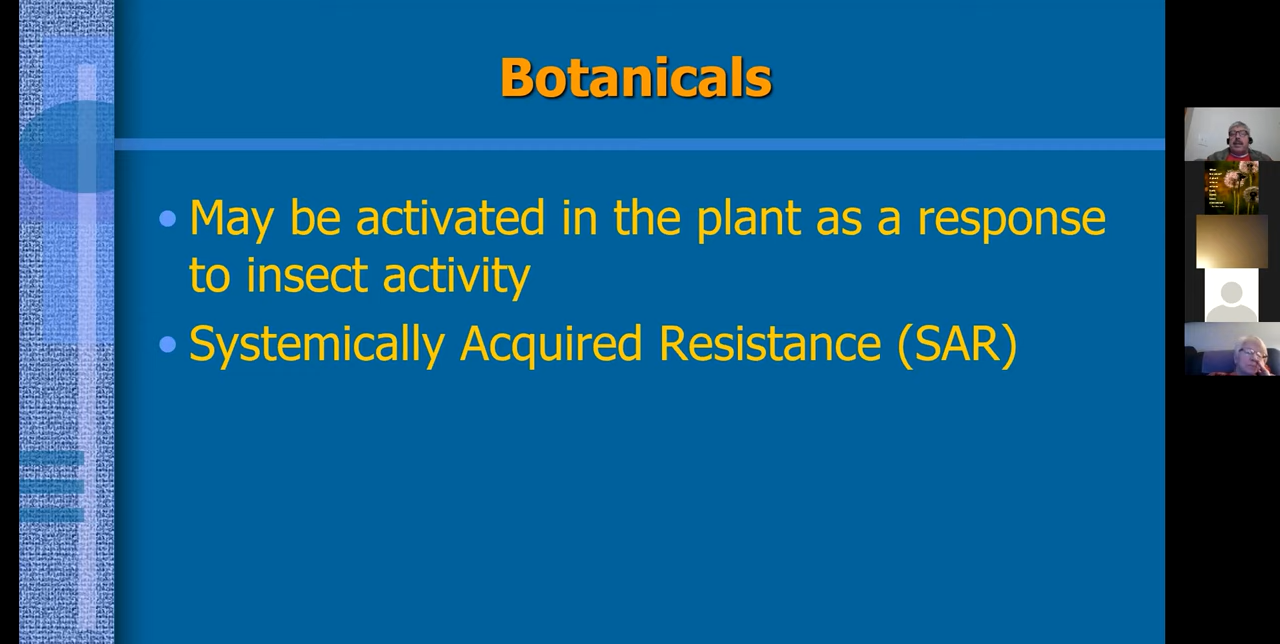 Botanicals
May be activated in the plant as a response
to insect activity
Systemically Acquired Resistance (SAR)